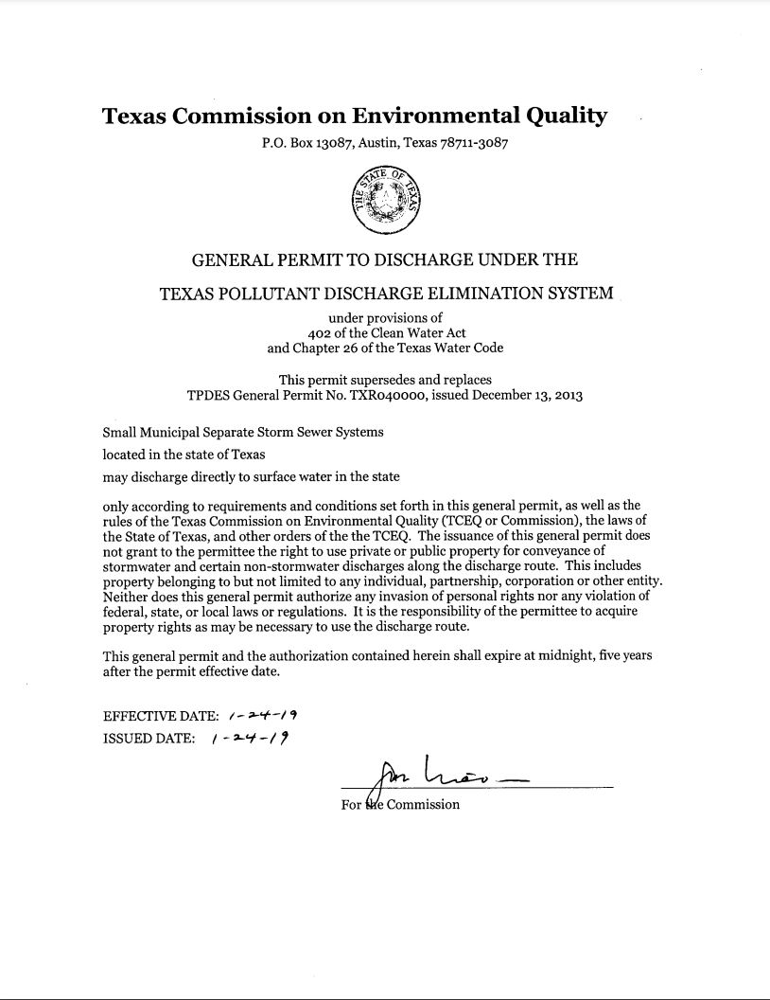 Texas Commission on Environmental Quality
P.O. Box 13087, Austin, Texas 78711-3087
THE STATE OF TEXAS
GENERAL PERMIT TO DISCHARGE UNDER THE
TEXAS POLLUTANT DISCHARGE ELIMINATION SYSTEM
under provisions of
402 of the Clean Water Act
and Chapter 26 of the Texas Water Code
This permit supersedes and replaces
TPDES General Permit No. TXR040000, issued December 13, 2013
Small Municipal Separate Storm Sewer Systems
located in the state of Texas
may discharge directly to surface water in the state
only according to requirements and conditions set forth in this general permit, as well as the
rules of the Texas Commission on Environmental Quality (TCEQ or Commission), the laws of
the State of Texas, and other orders of the the TCEQ.  The issuance of this general permit does
not grant to the permittee the right to use private or public property for conveyance of
stormwater and certain non-stormwater discharges along the discharge route.  This includes
property belonging to but not limited to any individual, partnership, corporation or other entity.
Neither does this general permit authorize any invasion of personal rights nor any violation of
federal, state, or local laws or regulations.  It is the responsibility of the permittee to acquire
property rights as may be necessary to use the discharge route.
This general permit and the authorization contained herein shall expire at midnight, five years
after the permit effective date.
EFFECTIVE DATE: 1-24-19
ISSUED DATE: 1-24-19
For the Commission